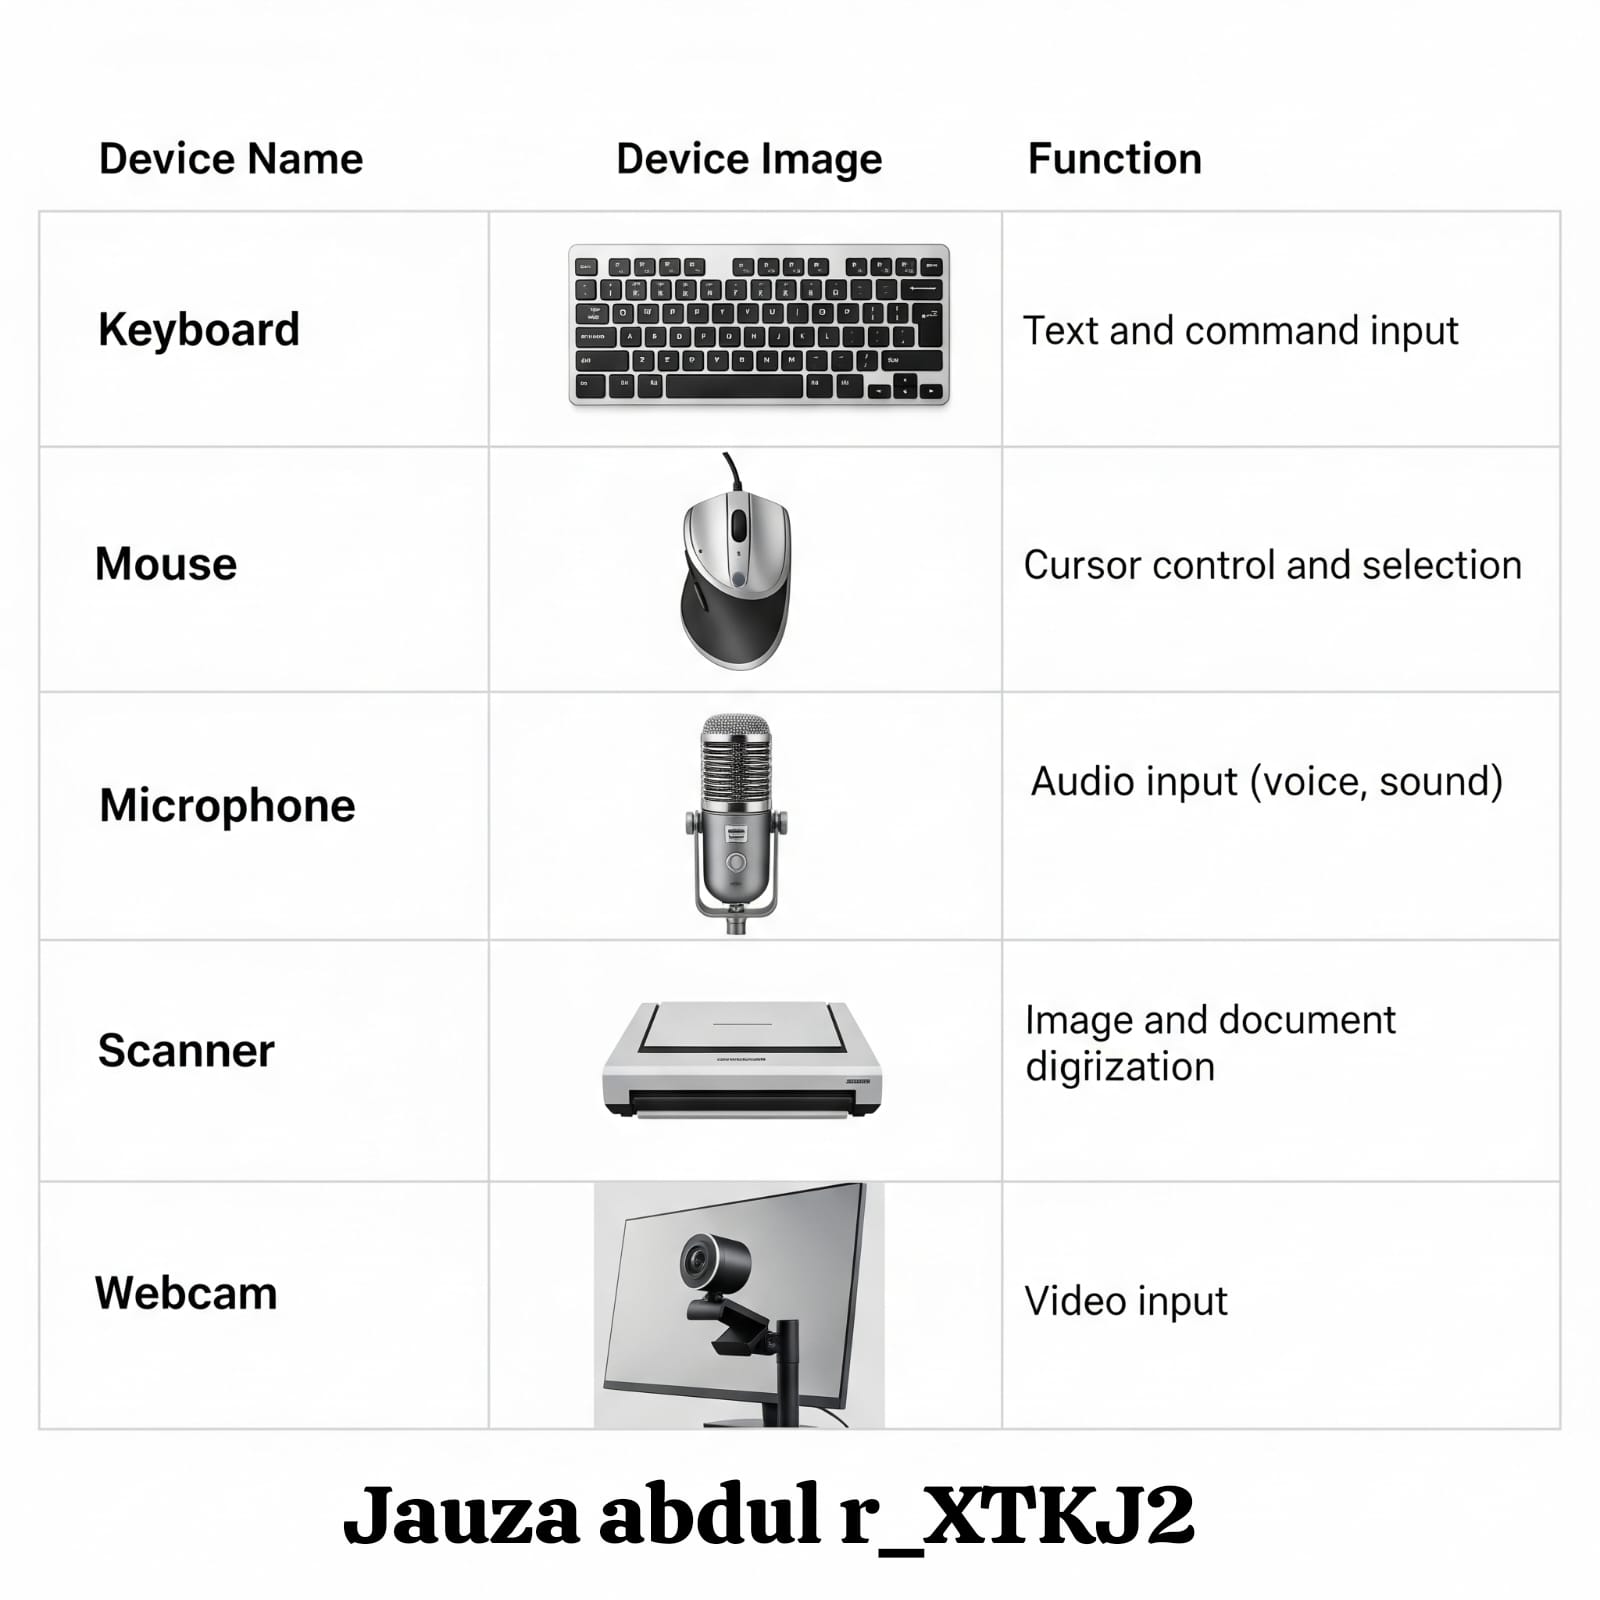 Device Name Device Image Function
Keyboard Text and command input
Mouse Cursor control and selection
Microphone Audio input (voice, sound)
Scanner Image and document
digiization
Webcam Video input
Jauza abdul r_XTKJ2